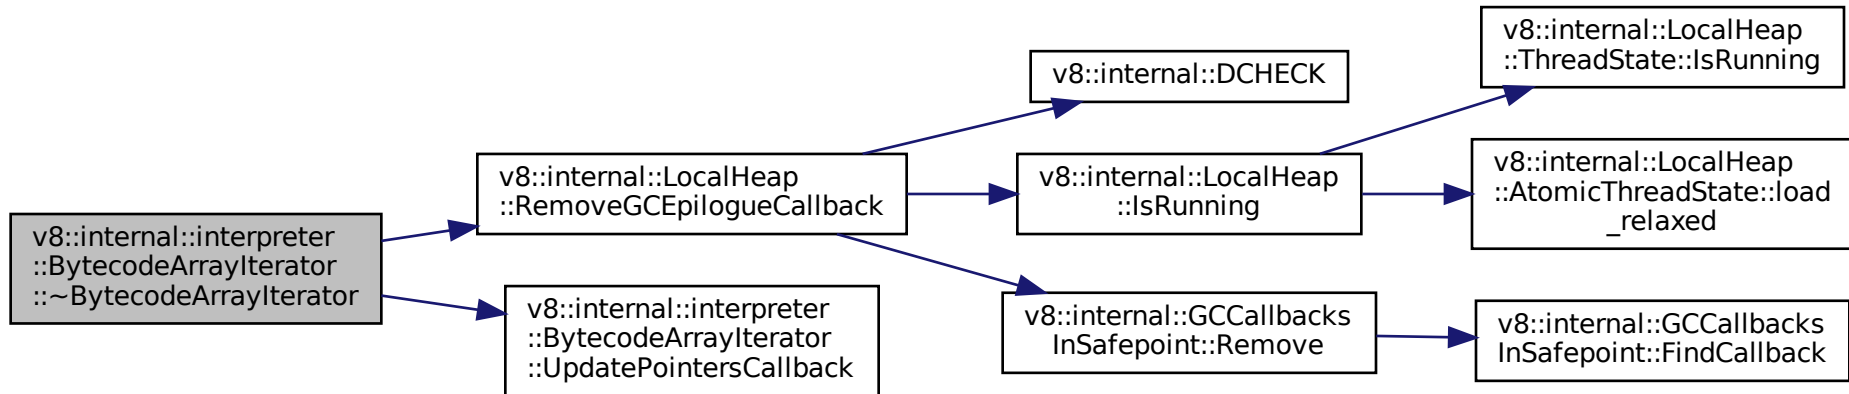 v8::internal::interpreter
::BytecodeArrayIterator
::~BytecodeArrayIterator
v8::internal::LocalHeap
::RemoveGCEpilogueCallback
v8::internal::DCHECK
v8::internal::LocalHeap
::IsRunning
v8::internal::LocalHeap
::ThreadState::IsRunning
v8::internal::LocalHeap
::AtomicThreadState::load
_relaxed
v8::internal::GCCallbacks
InSafepoint::Remove
v8::internal::GCCallbacks
InSafepoint::FindCallback
v8::internal::interpreter
::BytecodeArrayIterator
::UpdatePointersCallback